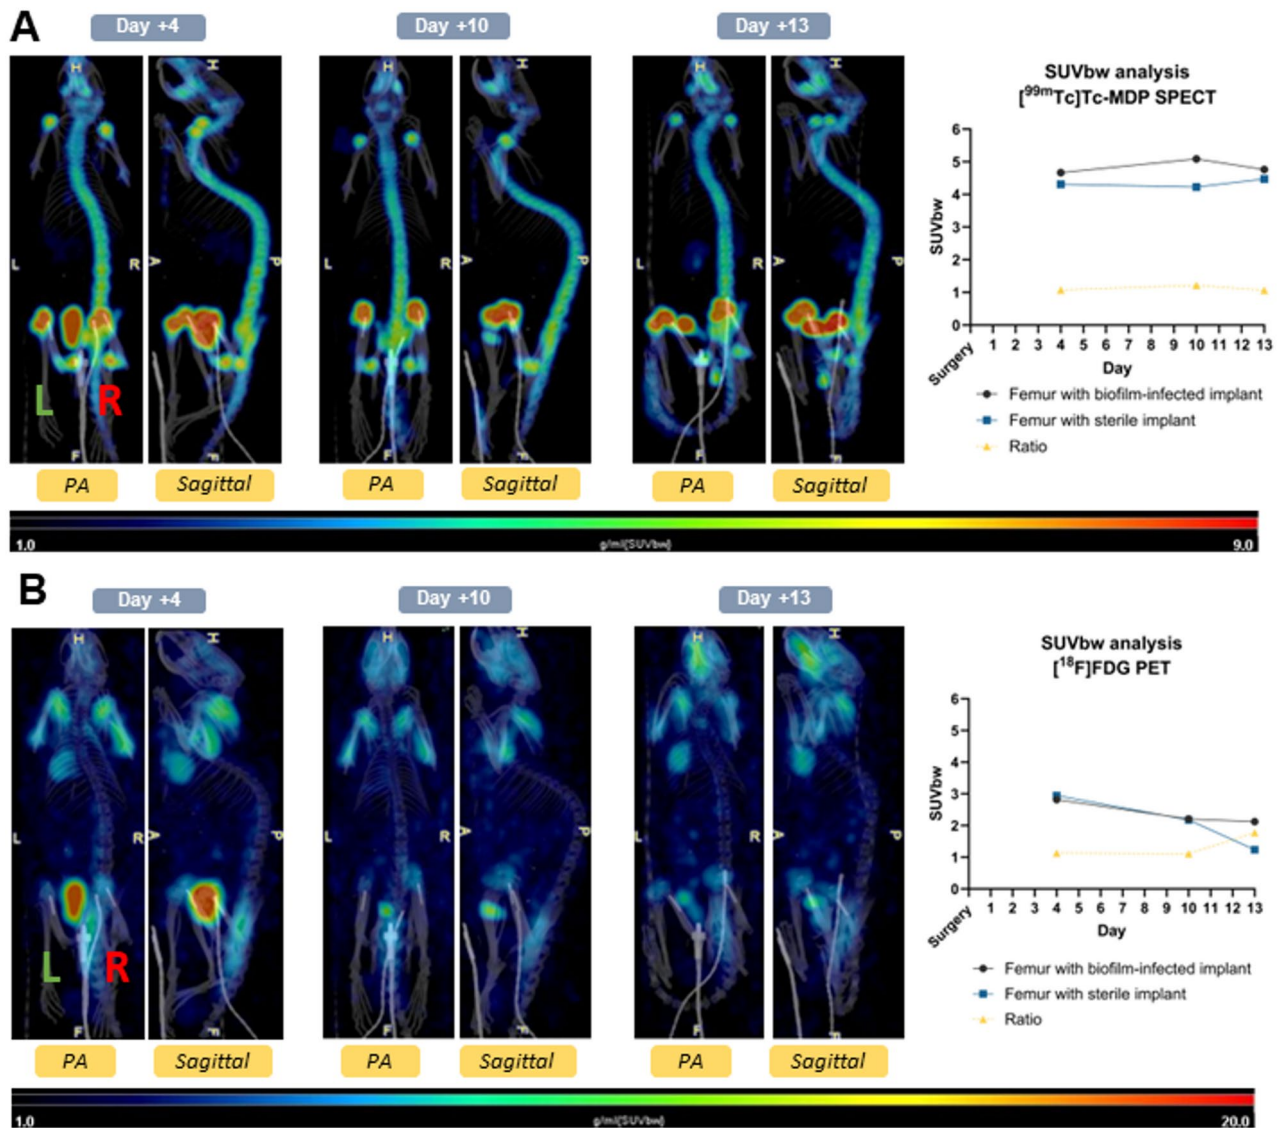 A
Day +4
Day +10
Day +13
H
H
H
H
H
H
L
R
A
P
L
R
A
P
L
R
A
P
L
R
F
F
F
F
F
PA
Sagittal
PA
Sagittal
PA
Sagittal
1.0
g/ml(SUVbw)
9.0
SUVbw analysis
[99mTc]Tc-MDP SPECT
SUVbw
6
5
4
3
2
1
0
Surgery
1 2 3 4 5 6 7 8 9 10 11 12 13
Day
Femur with biofilm-infected implant
Femur with sterile implant
Ratio
B
Day +4
Day +10
Day +13
H
H
H
H
H
H
L
R
A
P
L
R
A
P
L
R
A
P
L
R
F
F
F
F
F
F
PA
Sagittal
PA
Sagittal
PA
Sagittal
1.0
g/ml(SUVbw)
20.0
SUVbw analysis
[18F]FDG PET
SUVbw
6
5
4
3
2
1
0
Surgery
1 2 3 4 5 6 7 8 9 10 11 12 13
Day
Femur with biofilm-infected implant
Femur with sterile implant
Ratio